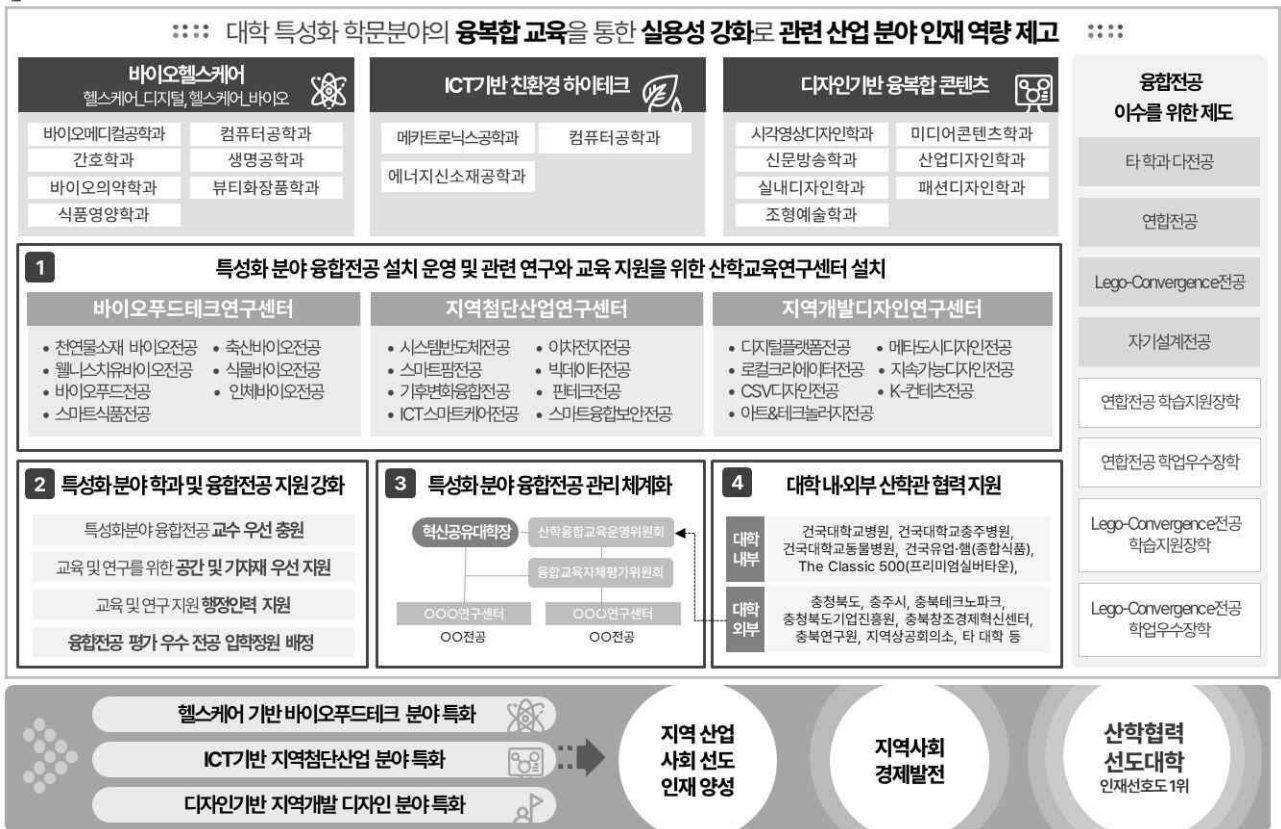 대학 특성화 학문분야의 융복합 교육을 통한 실용성 강화로 관련 산업 분야 인재 역량 제고
바이오헬스케어
헬스케어_디지털, 헬스케어_바이오
바이오메디컬공학과
컴퓨터공학과
간호학과
생명공학과
바이오의약학과
뷰티화장품학과
식품영양학과
ICT기반 친환경 하이테크
메카트로닉스공학과
컴퓨터공학과
에너지신소재공학과
디자인기반 융복합 콘텐츠
시각영상디자인학과
미디어콘텐츠학과
신문방송학과
산업디자인학과
실내디자인학과
패션디자인학과
조형예술학과
1 특성화 분야 융합전공 설치 운영 및 관련 연구와 교육 지원을 위한 산학교육연구센터 설치
바이오푸드테크연구센터
• 천연물소재 바이오전공 • 축산바이오전공
• 웰니스치유바이오전공 • 식물바이오전공
• 바이오푸드전공 • 인체바이오전공
• 스마트식품전공
지역첨단산업연구센터
• 시스템반도체전공 • 이차전지전공
• 스마트팜전공 • 빅데이터전공
• 기후변화융합전공 • 핀테크전공
• ICT스마트케어전공 • 스마트융합보안전공
지역개발디자인연구센터
• 디지털플랫폼전공 • 메타도시디자인전공
• 로컬크리에이터전공 • 지속가능디자인전공
• CSV디자인전공 • K-컨테츠전공
• 아트&테크놀러지전공
2 특성화 분야 학과 및 융합전공 지원 강화
특성화분야 융합전공 교수 우선 충원
교육 및 연구를 위한 공간 및 기자재 우선 지원
교육 및 연구 지원 행정인력 지원
융합전공 평가 우수 전공 입학정원 배정
3 특성화 분야 융합전공 관리 체계화
혁신공유대학장
산학융합교육운영위원회
융합교육자체평가위원회
○○○연구센터
○○○연구센터
○○전공
○○전공
4 대학 내·외부 산학관 협력 지원
대학
내부
건국대학교병원, 건국대학교충주병원,
건국대학교동물병원, 건국유업·햄(종합식품),
The Classic 500(프리미엄실버타운),
대학
외부
충청북도, 충주시, 충북테크노파크,
충청북도기업진흥원, 충북창조경제혁신센터,
충북연구원, 지역상공회의소, 타 대학 등
융합전공
이수를 위한 제도
타 학과 다전공
연합전공
Lego-Convergence전공
자기설계전공
연합전공 학습지원장학
연합전공 학업우수장학
Lego-Convergence전공
학습지원장학
Lego-Convergence전공
학업우수장학
헬스케어 기반 바이오푸드테크 분야 특화
ICT기반 지역첨단산업 분야 특화
디자인기반 지역개발 디자인 분야 특화
지역 산업
사회 선도
인재 양성
지역사회
경제발전
산학협력
선도대학
인재선호도 1위